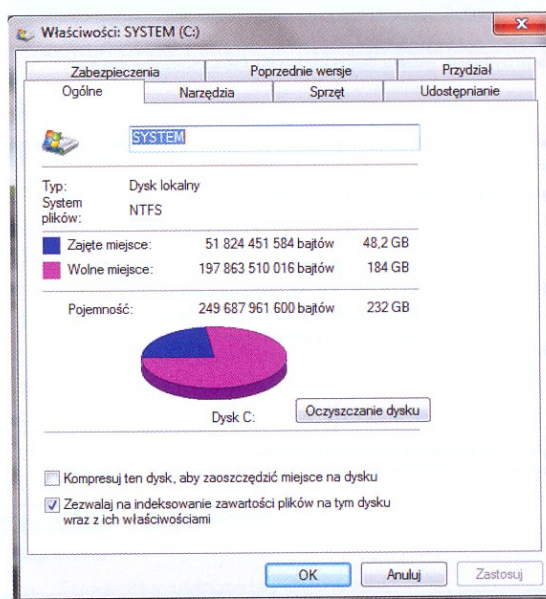 Właściwości: SYSTEM (C:)
Zabezpieczenia Poprzednie wersje Przydział
Ogólne Narzędzia Sprzęt Udostępnianie
SYSTEM
Typ: Dysk lokalny
System plików: NTFS
Zajęte miejsce: 51 824 451 584 bajtów 48,2 GB
Wolne miejsce: 197 863 510 016 bajtów 184 GB
Pojemność: 249 687 961 600 bajtów 232 GB
Dysk C: Oczyszczanie dysku
Kompresuj ten dysk, aby zaoszczędzić miejsce na dysku
Zezwalaj na indeksowanie zawartości plików na tym dysku
wraz z ich właściwościami
OK Anuluj Zastosuj